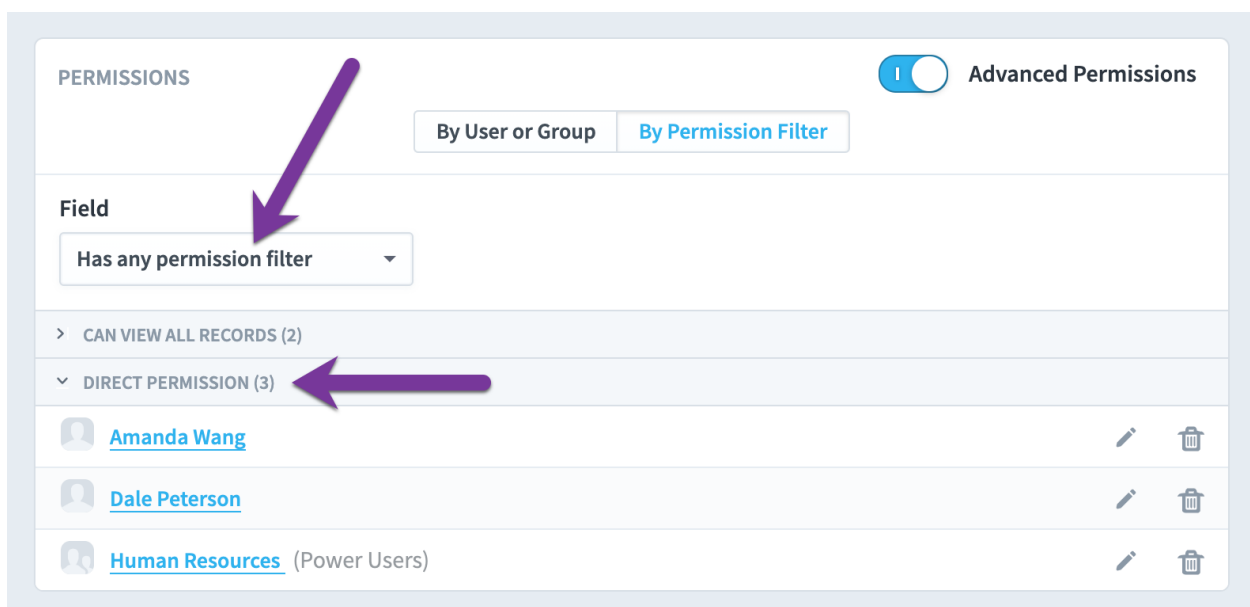 PERMISSIONS
Advanced Permissions
By User or Group
By Permission Filter
Field
Has any permission filter
CAN VIEW ALL RECORDS (2)
DIRECT PERMISSION (3)
Amanda Wang
Dale Peterson
Human Resources (Power Users)